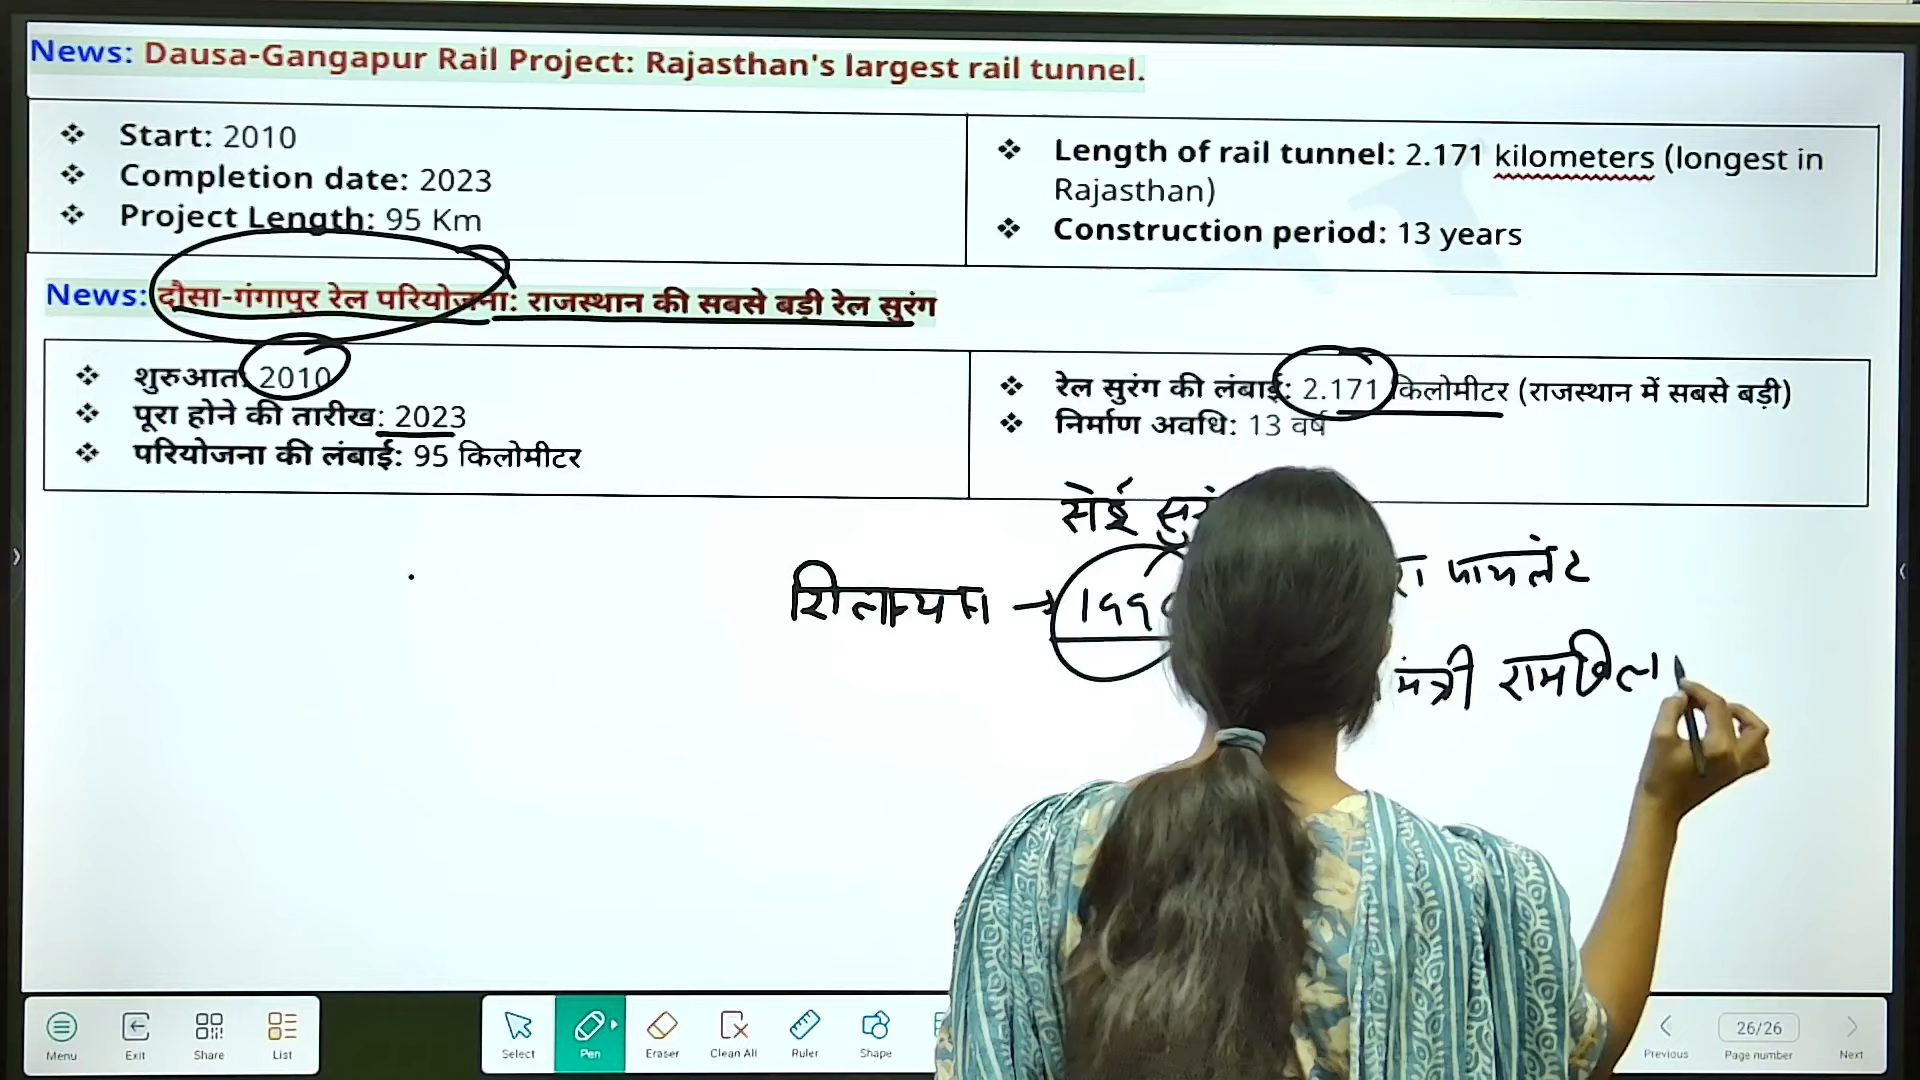 News: Dausa-Gangapur Rail Project: Rajasthan's largest rail tunnel.
❖ Start: 2010
❖ Completion date: 2023
❖ Project Length: 95 Km
❖ Length of rail tunnel: 2.171 kilometers (longest in
Rajasthan)
❖ Construction period: 13 years
News: दौसा-गंगापुर रेल परियोजना: राजस्थान की सबसे बड़ी रेल सुरंग
❖ शुरुआत: 2010
❖ पूरा होने की तारीख: 2023
❖ परियोजना की लंबाई: 95 किलोमीटर
❖ रेल सुरंग की लंबाई: 2.171 किलोमीटर (राजस्थान में सबसे बड़ी)
❖ निर्माण अवधि: 13 वर्ष
सेई
पायलेट
शिलान्यास → 199
मंत्री
Menu Exit Share List Select Pen Eraser Clean All Ruler Shape Previous 26/26 Page number Next